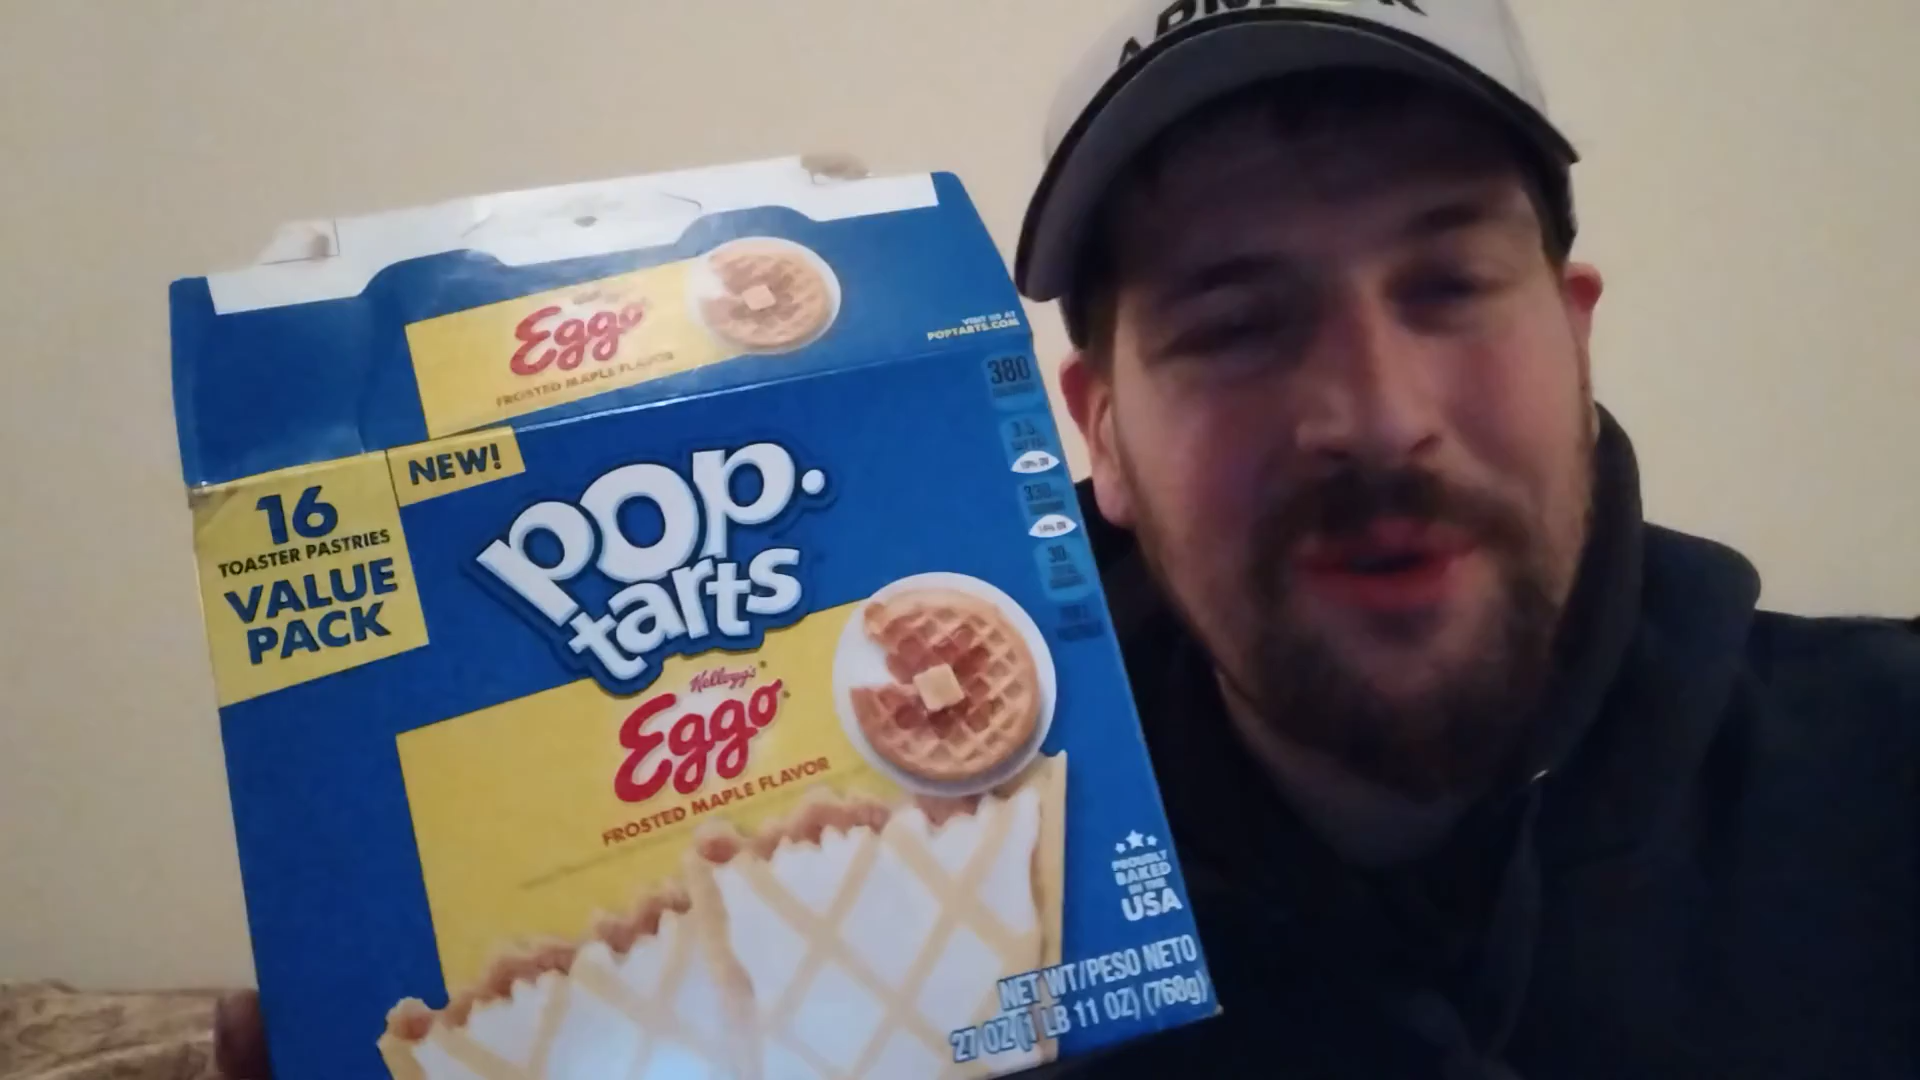 Eggo
FROSTED MAPLE FLAVOR
VISIT US AT
POPTARTS.COM
380
NEW!
16
TOASTER PASTRIES
VALUE
PACK
pop.
tarts
Kellogg's
Eggo
FROSTED MAPLE FLAVOR
PROUDLY
BAKED
IN THE
USA
NET WT/PESO NETO
27 OZ (1 LB 11 OZ) (768g)